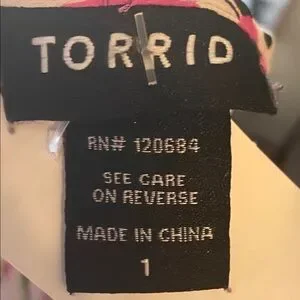 TORRID
RN# 120684
SEE CARE
ON REVERSE
MADE IN CHINA
1